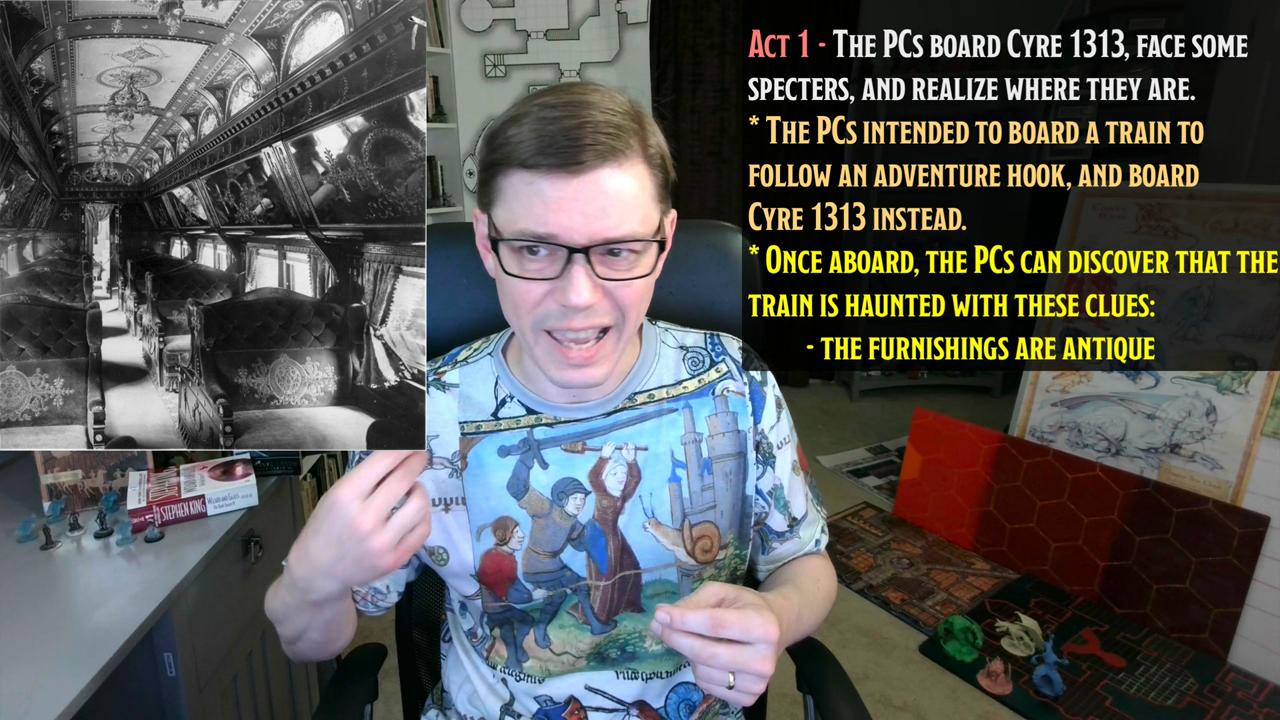 Act 1 - The PCs board Cyre 1313, face some
specters, and realize where they are.
* The PCs intended to board a train to
follow an adventure hook, and board
Cyre 1313 instead.
* Once aboard, the PCs can discover that the
train is haunted with these clues:
- the furnishings are antique
STEPHEN KING